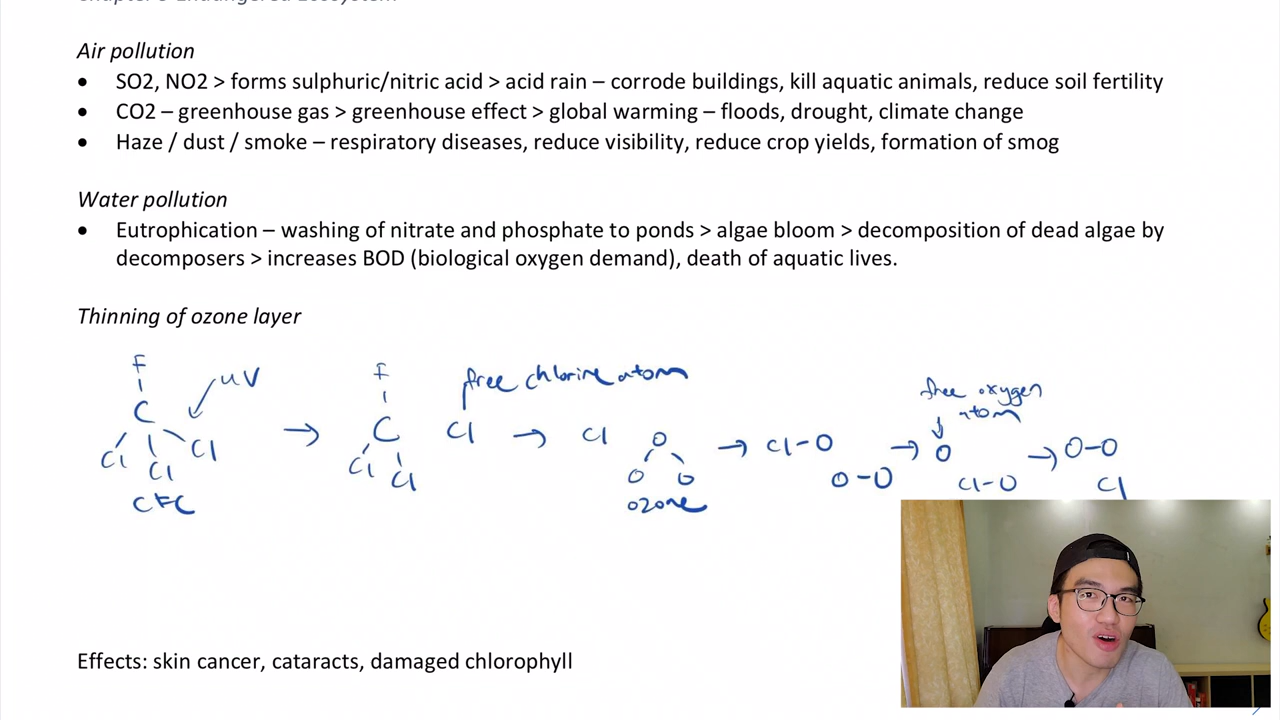 Air pollution
• SO2, NO2 > forms sulphuric/nitric acid > acid rain – corrode buildings, kill aquatic animals, reduce soil fertility
• CO2 – greenhouse gas > greenhouse effect > global warming – floods, drought, climate change
• Haze / dust / smoke – respiratory diseases, reduce visibility, reduce crop yields, formation of smog
Water pollution
• Eutrophication – washing of nitrate and phosphate to ponds > algae bloom > decomposition of dead algae by
decomposers > increases BOD (biological oxygen demand), death of aquatic lives.
Thinning of ozone layer
F
C
Cl Cl Cl
CFC
UV
→
F
C
Cl Cl
free chlorine atom
Cl
→
Cl
O
O O
ozone
→
Cl-O
O-O
→
free oxygen
atom
O
Cl-O
→
O-O
Cl
Effects: skin cancer, cataracts, damaged chlorophyll